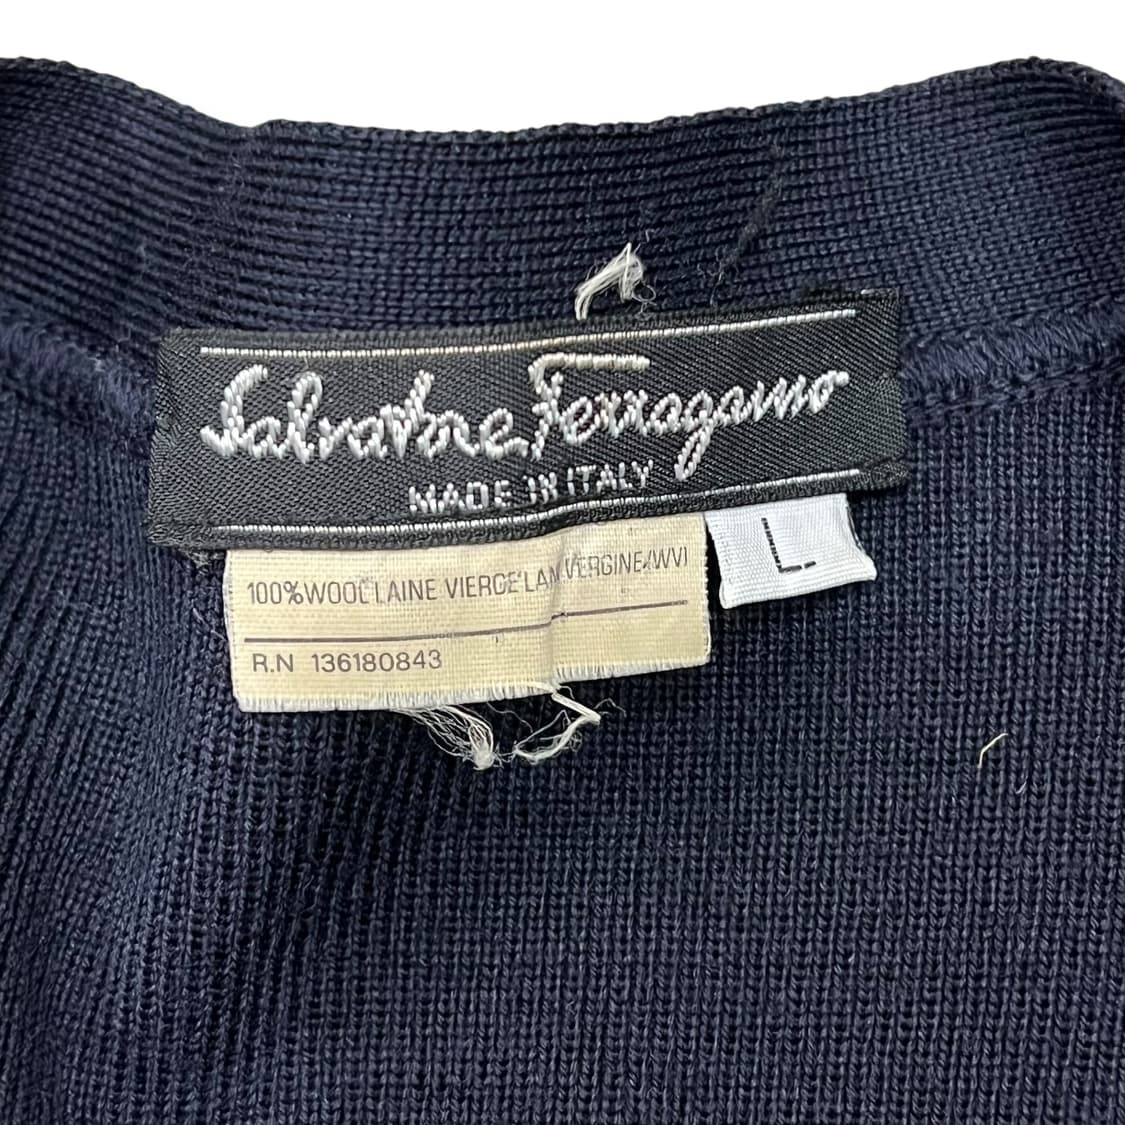 Salvatore Ferragamo
MADE IN ITALY
L.
100%WOOL LAINE VIERGE LANA VERGINE/WV)
R.N 136180843